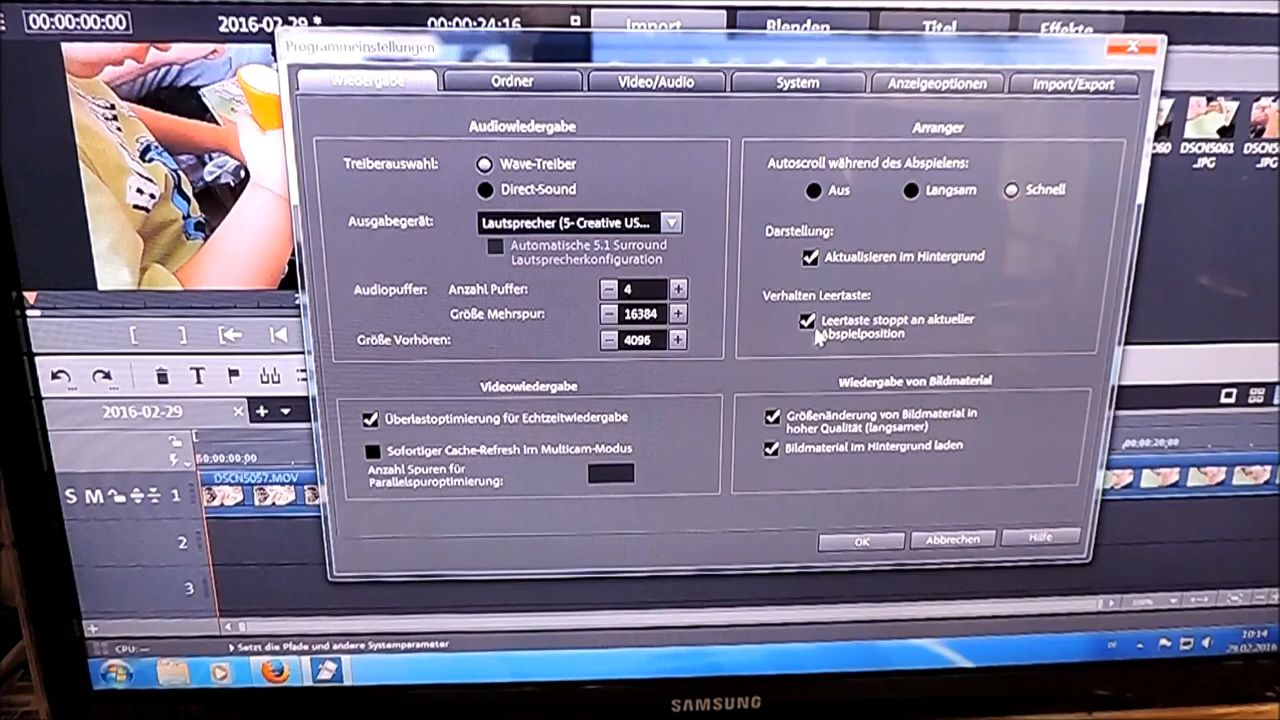 00:00:00:00
2016-02-29 *
00:00:24:16
Import
Blenden
Titel
Effekte
Programmeinstellungen
Wiedergabe
Ordner
Video/Audio
System
Anzeigeoptionen
Import/Export
Audiowiedergabe
Treiberauswahl:
Wave-Treiber
Direct-Sound
Ausgabegerät:
Lautsprecher (5- Creative US...
Automatische 5.1 Surround
Lautsprecherkonfiguration
Audiopuffer:
Anzahl Puffer:
4
Größe Mehrspur:
16384
Größe Vorhören:
4096
Arranger
Autoscroll während des Abspielens:
Aus
Langsam
Schnell
Darstellung:
Aktualisieren im Hintergrund
Verhalten Leertaste:
Leertaste stoppt an aktueller
Abspielposition
Videowiedergabe
Überlastoptimierung für Echtzeitwiedergabe
Sofortiger Cache-Refresh im Multicam-Modus
Anzahl Spuren für
Parallelspuroptimierung:
Wiedergabe von Bildmaterial
Größenänderung von Bildmaterial in
hoher Qualität (langsamer)
Bildmaterial im Hintergrund laden
OK
Abbrechen
Hilfe
DSCN5061
.JPG
2016-02-29
00:00:20:00
DSCN5057.MOV
S M
1
2
3
CPU: —
Setzt die Pfade und andere Systemparameter
DE
10:14
29.02.2016
SAMSUNG